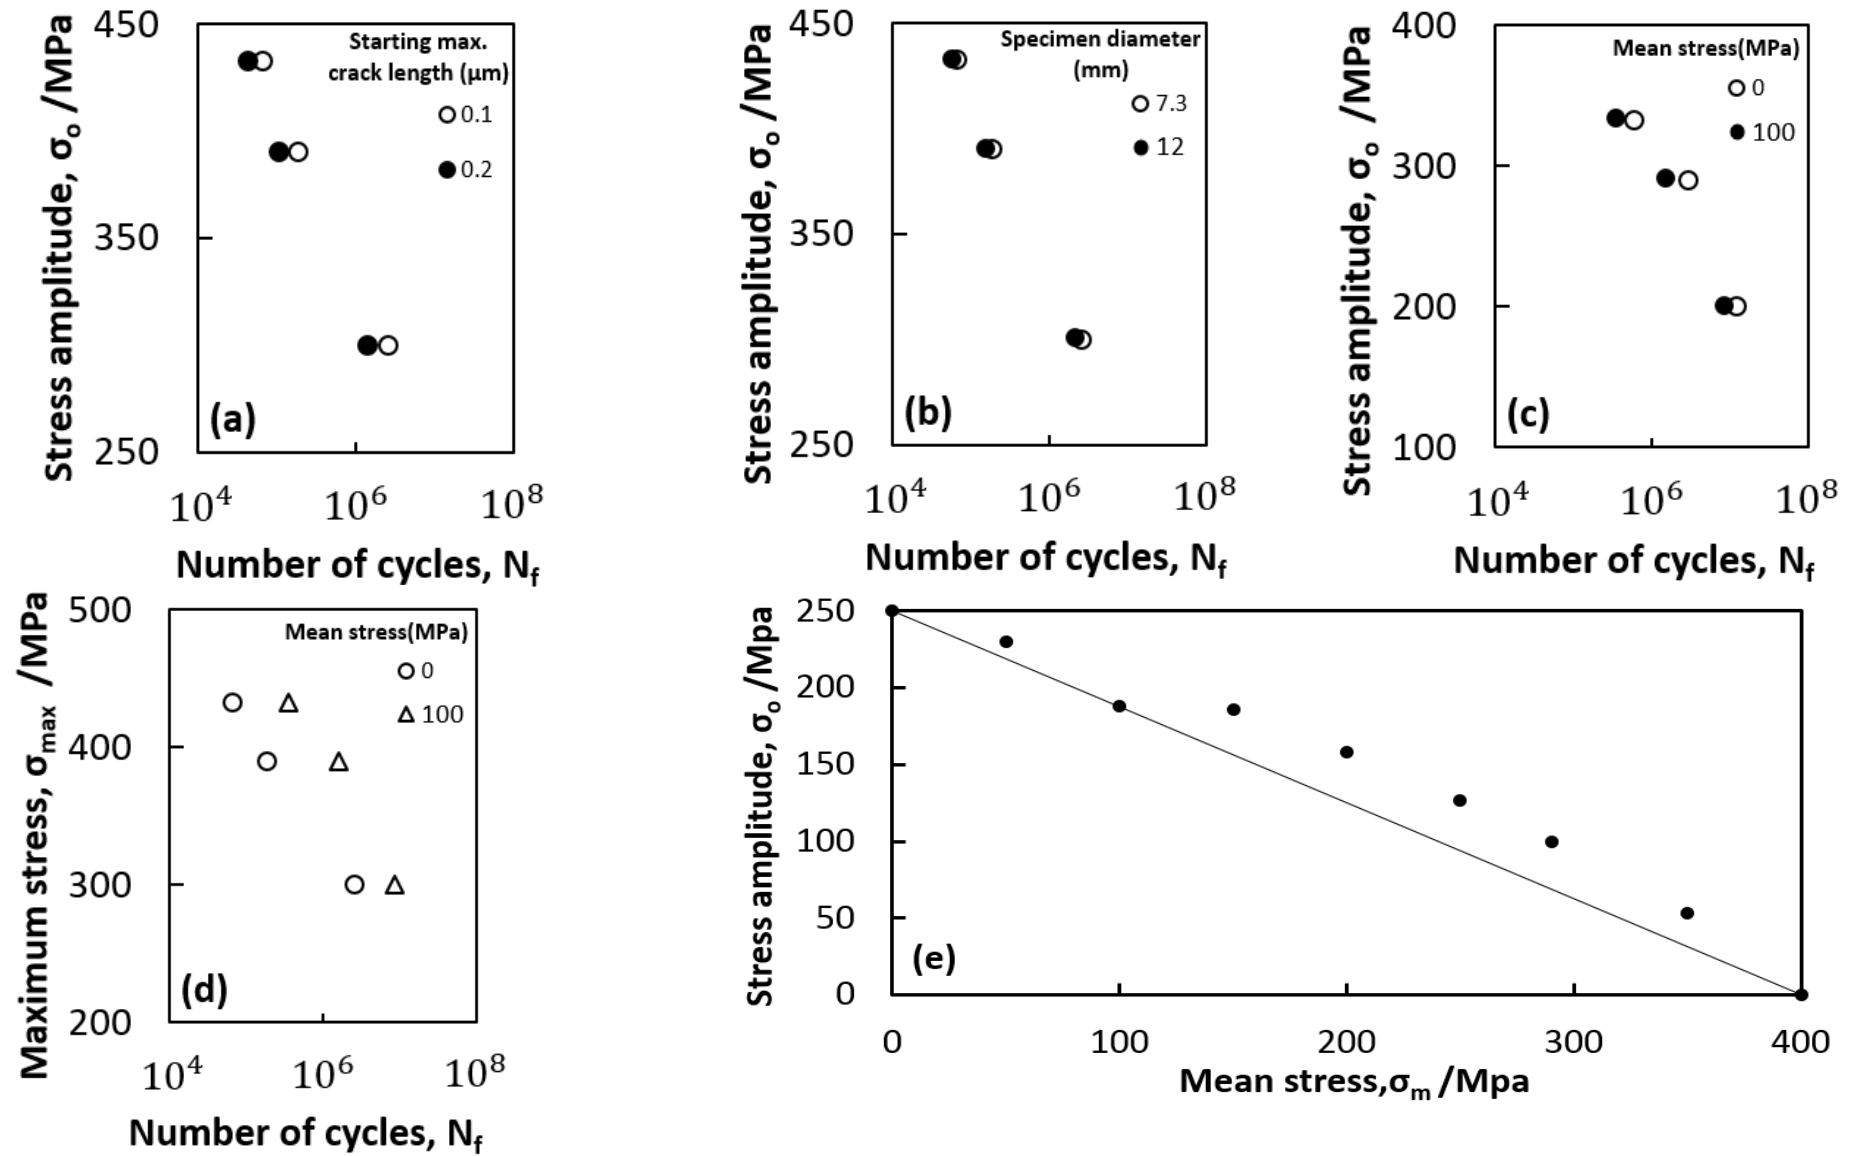 450
350
250
Stress amplitude, σo /MPa
Starting max.
crack length (µm)
0.1
0.2
(a)
10^4 10^6 10^8
Number of cycles, Nf
450
350
250
Stress amplitude, σo /MPa
Specimen diameter
(mm)
7.3
12
(b)
10^4 10^6 10^8
Number of cycles, Nf
400
300
200
100
Stress amplitude, σo /MPa
Mean stress(MPa)
0
100
(c)
10^4 10^6 10^8
Number of cycles, Nf
500
400
300
200
Maximum stress, σmax /MPa
Mean stress(MPa)
0
100
(d)
10^4 10^6 10^8
Number of cycles, Nf
250
200
150
100
50
0
Stress amplitude, σo /Mpa
(e)
0 100 200 300 400
Mean stress,σm /Mpa